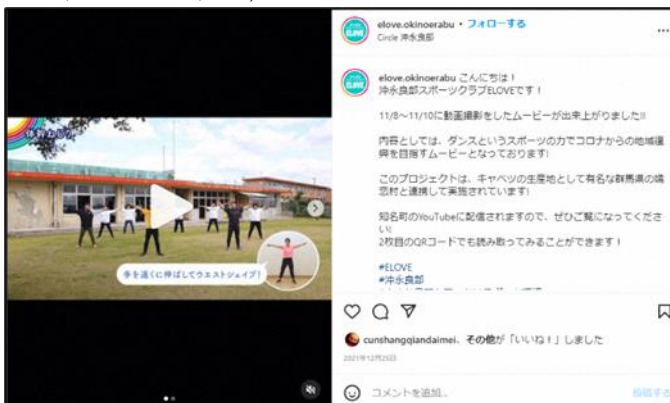 elove.okinoerabu • フォローする
Circle 沖永良部
elove.okinoerabu こんにちは！
沖永良部スポーツクラブELOVEです！
11/8〜11/10に動画撮影をしたムービーが出来上がりました!!
内容としては、ダンスというスポーツの力でコロナからの地域復
興を目指すムービーとなっております!
このプロジェクトは、キャベツの生産地として有名な群馬県の嬬
恋村と連携して実施されています!
知名町のYouTubeに配信されますので、ぜひご覧になってくださ
い!
2枚目のQRコードでも読み取ってみることができます！
#ELOVE
#沖永良部
体幹ねじり
手を遠くに伸ばしてウエストシェイプ！
cunshangqiandaimei、その他が「いいね！」しました
2021年12月25日
コメントを追加...
投稿する